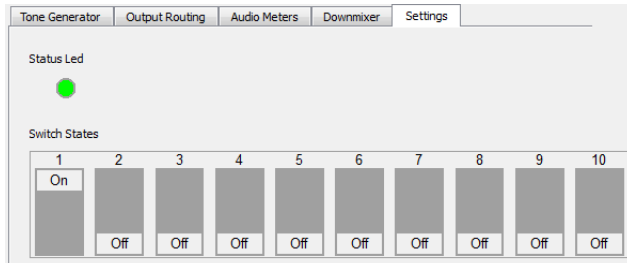 Tone Generator Output Routing Audio Meters Downmixer Settings
Status Led
Switch States
1 2 3 4 5 6 7 8 9 10
On
Off Off Off Off Off Off Off Off Off